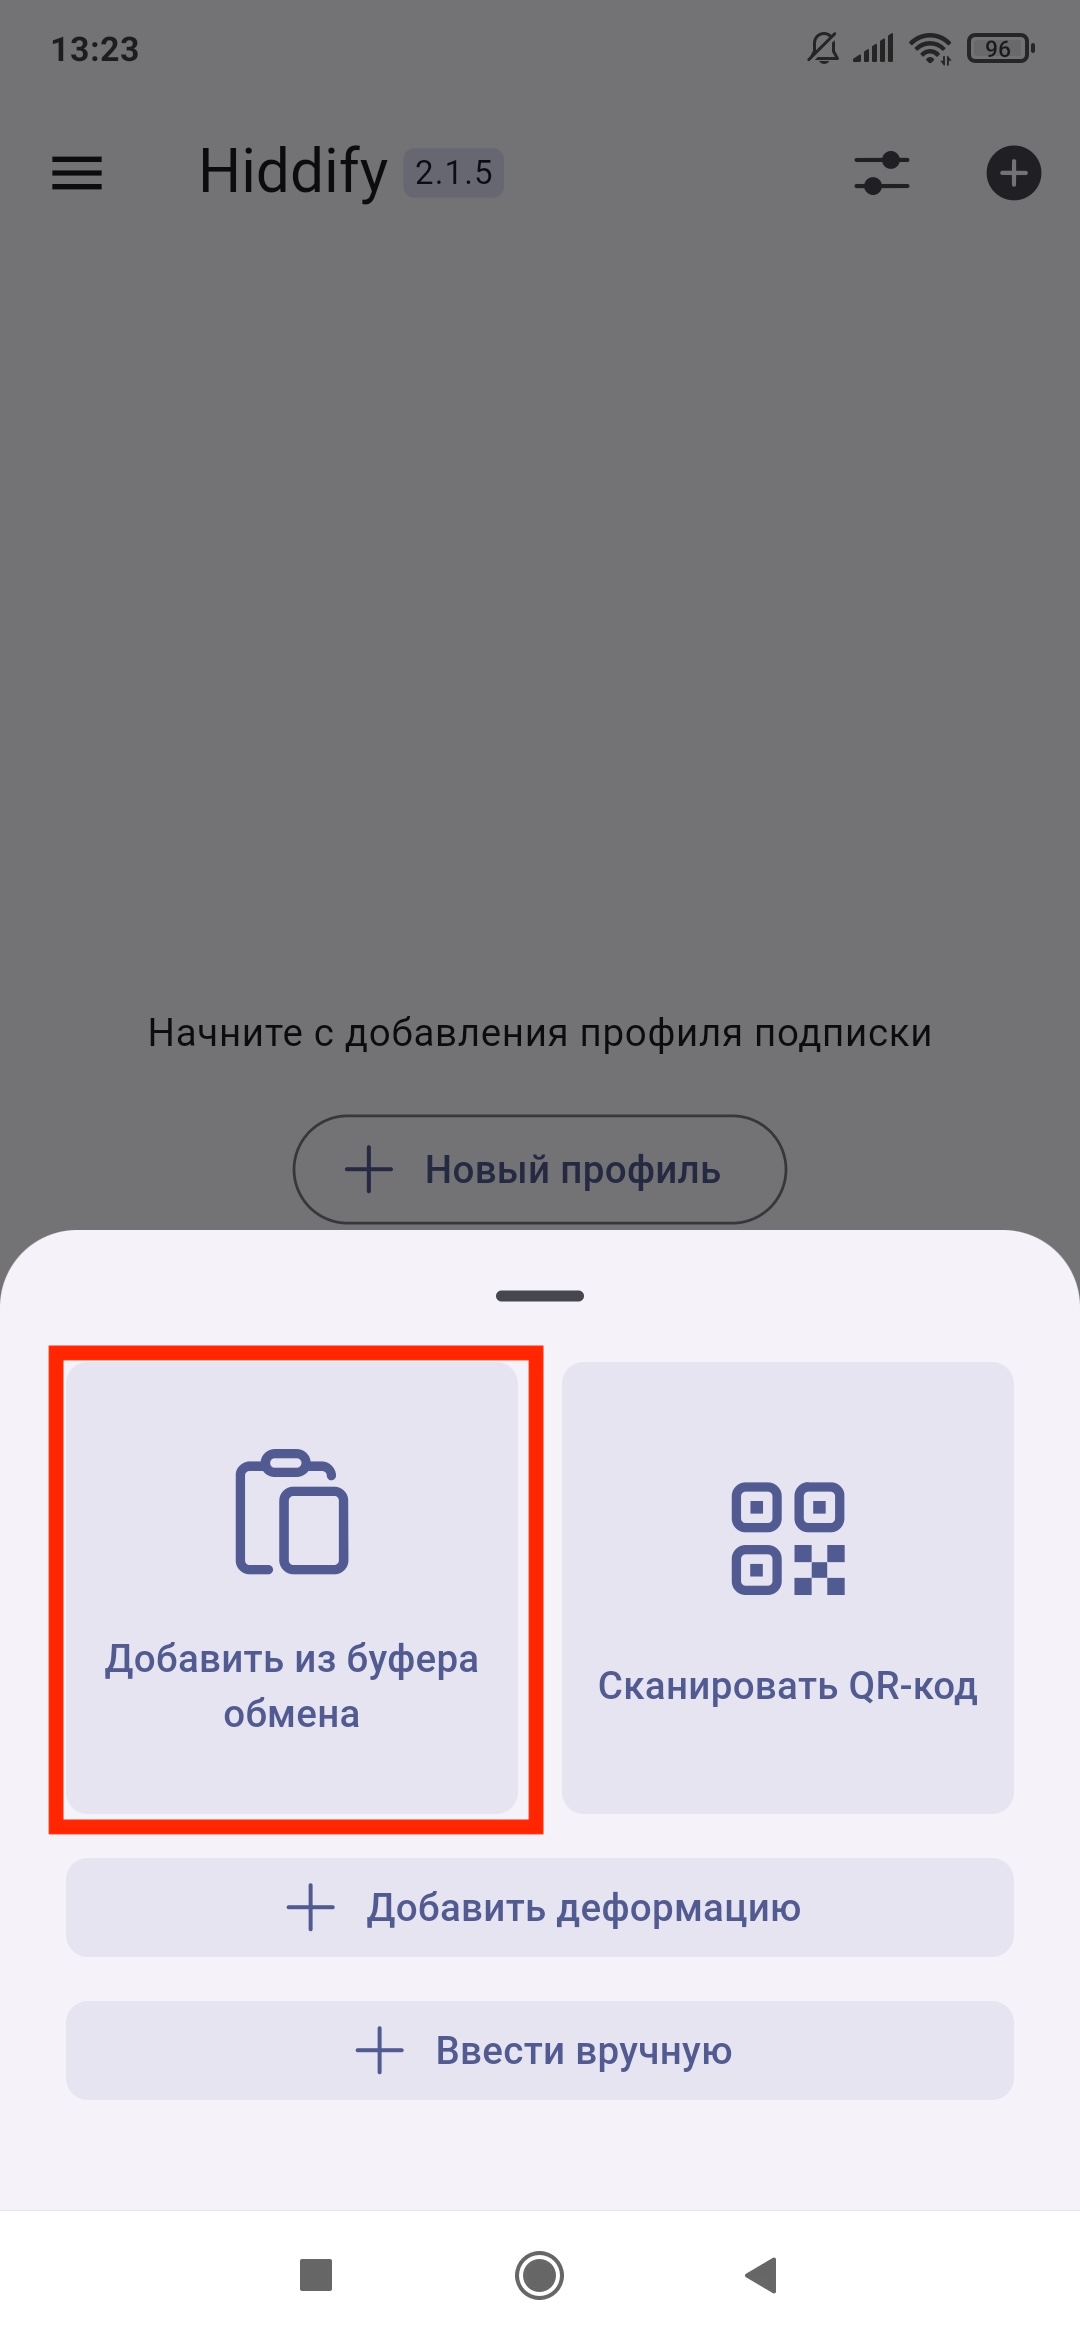 13:23
96
Hiddify 2.1.5
Начните с добавления профиля подписки
Новый профиль
Добавить из буфера
обмена
Сканировать QR-код
Добавить деформацию
Ввести вручную